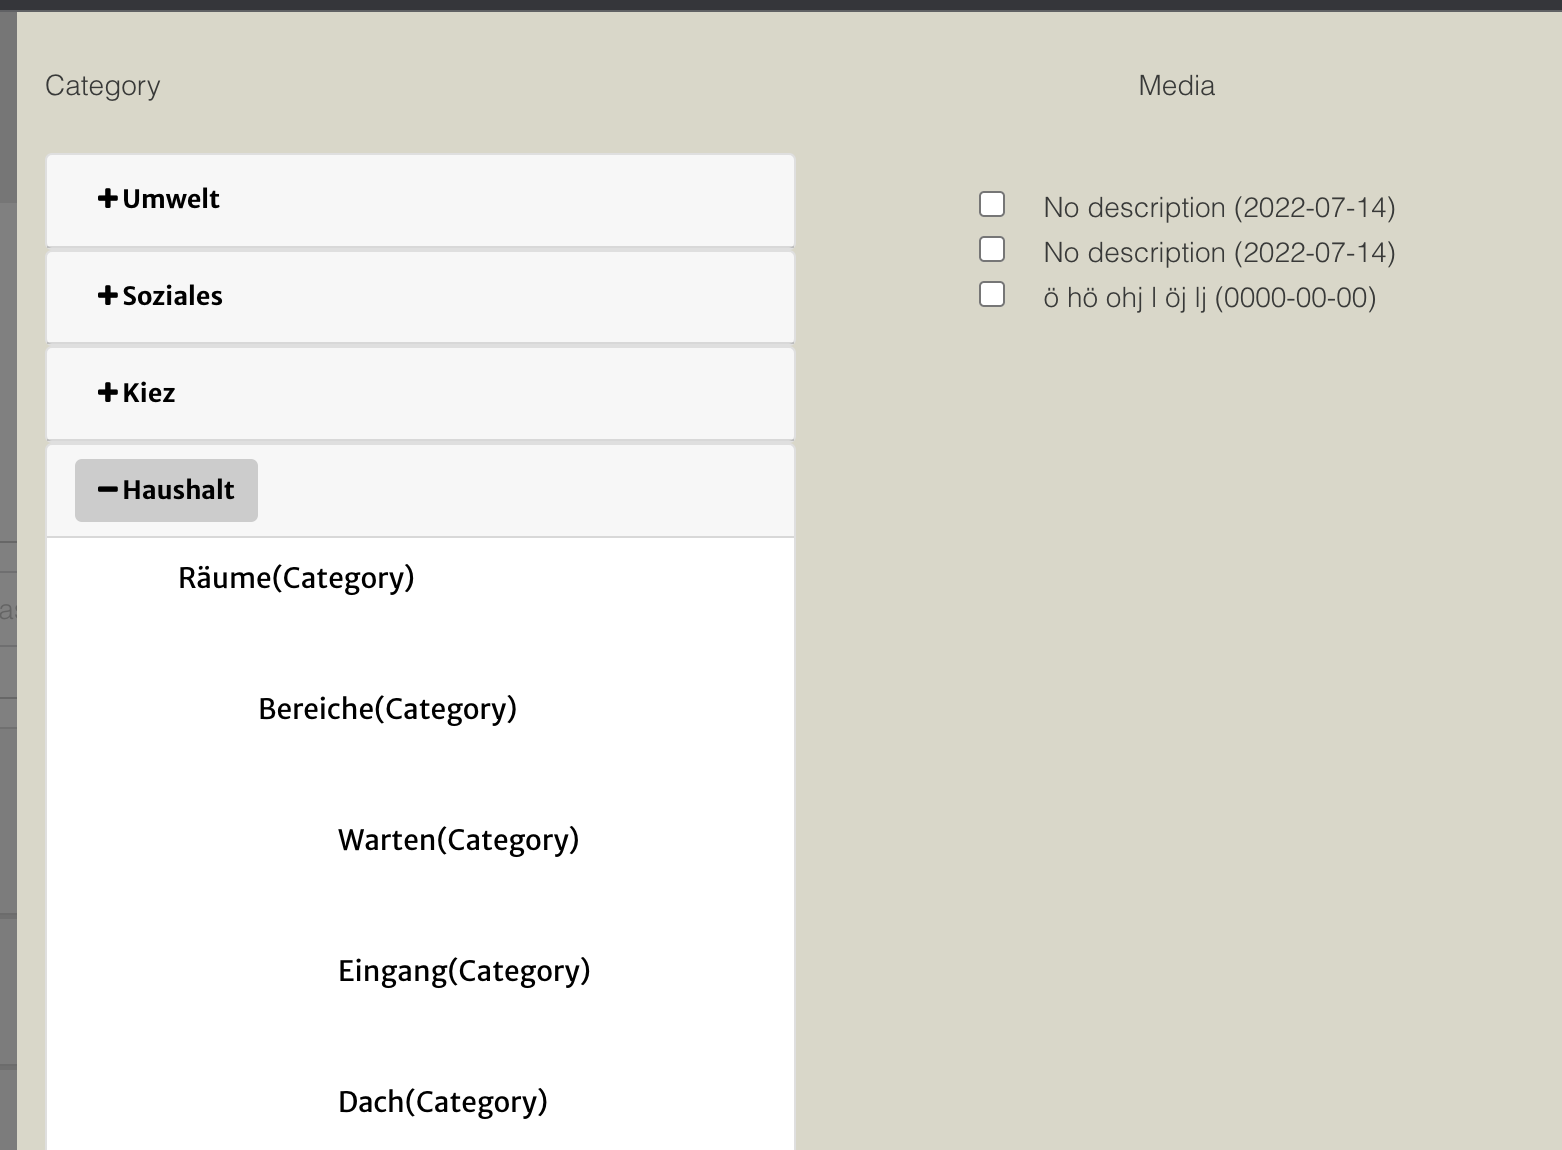 Category
Media
Umwelt
Soziales
Kiez
Haushalt
Räume(Category)
Bereiche(Category)
Warten(Category)
Eingang(Category)
Dach(Category)
No description (2022-07-14)
No description (2022-07-14)
ö hö ohj l öj lj (0000-00-00)